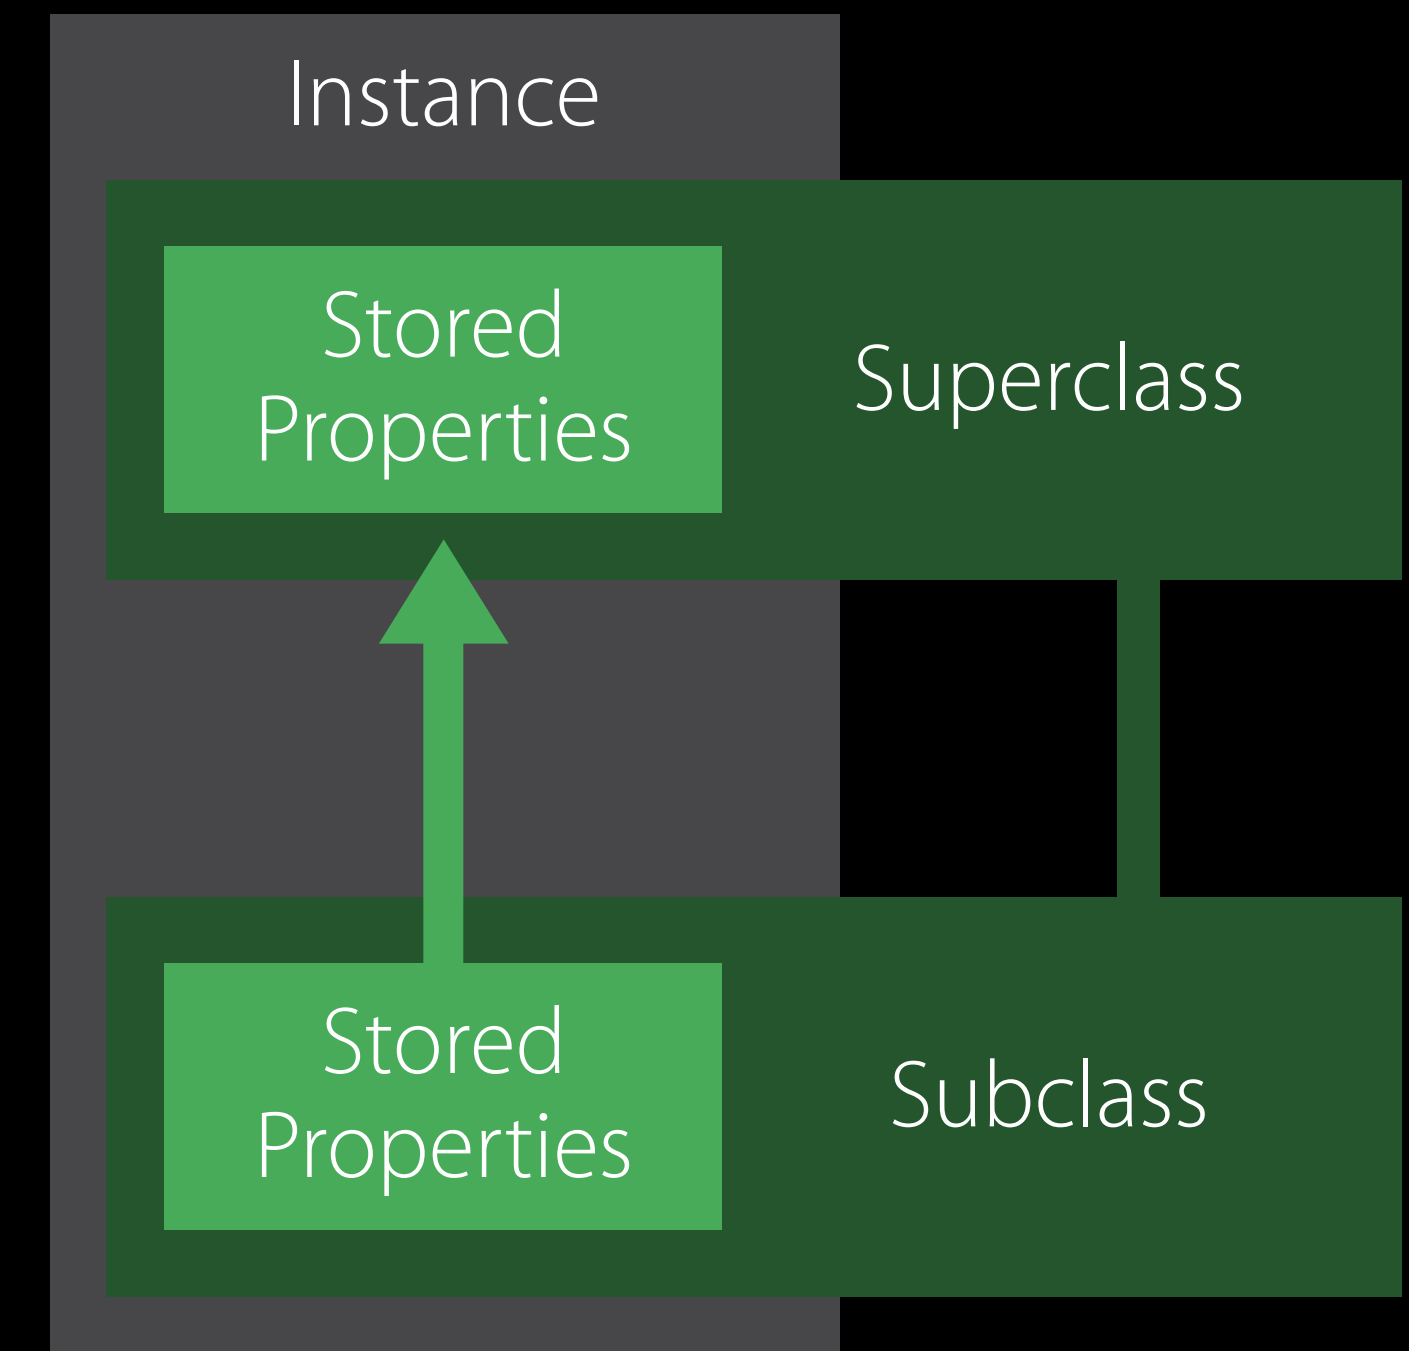 Instance
Stored
Properties
Superclass
Stored
Properties
Subclass